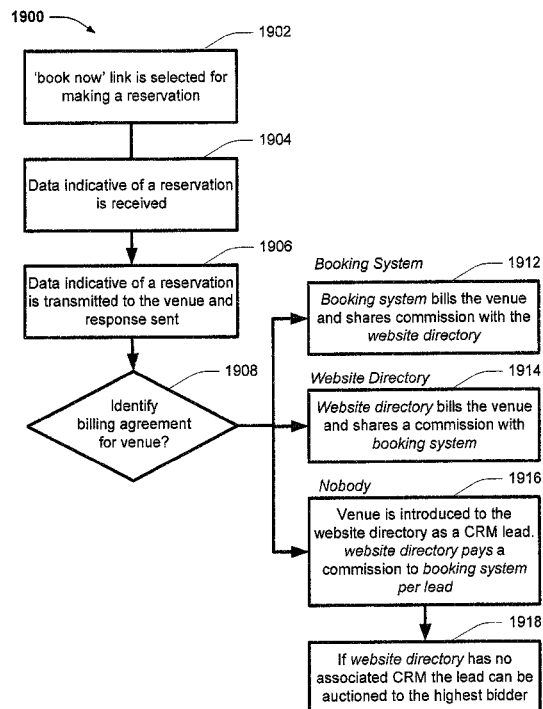 1900
1902
'book now' link is selected for
making a reservation
1904
Data indicative of a reservation
is received
1906
Data indicative of a reservation
is transmitted to the venue and
response sent
1908
Identify
billing agreement
for venue?
Booking System
1912
Booking system bills the venue
and shares commission with the
website directory
Website Directory
1914
Website directory bills the venue
and shares a commission with
booking system
Nobody
1916
Venue is introduced to the
website directory as a CRM lead.
website directory pays a
commission to booking system
per lead
1918
If website directory has no
associated CRM the lead can be
auctioned to the highest bidder